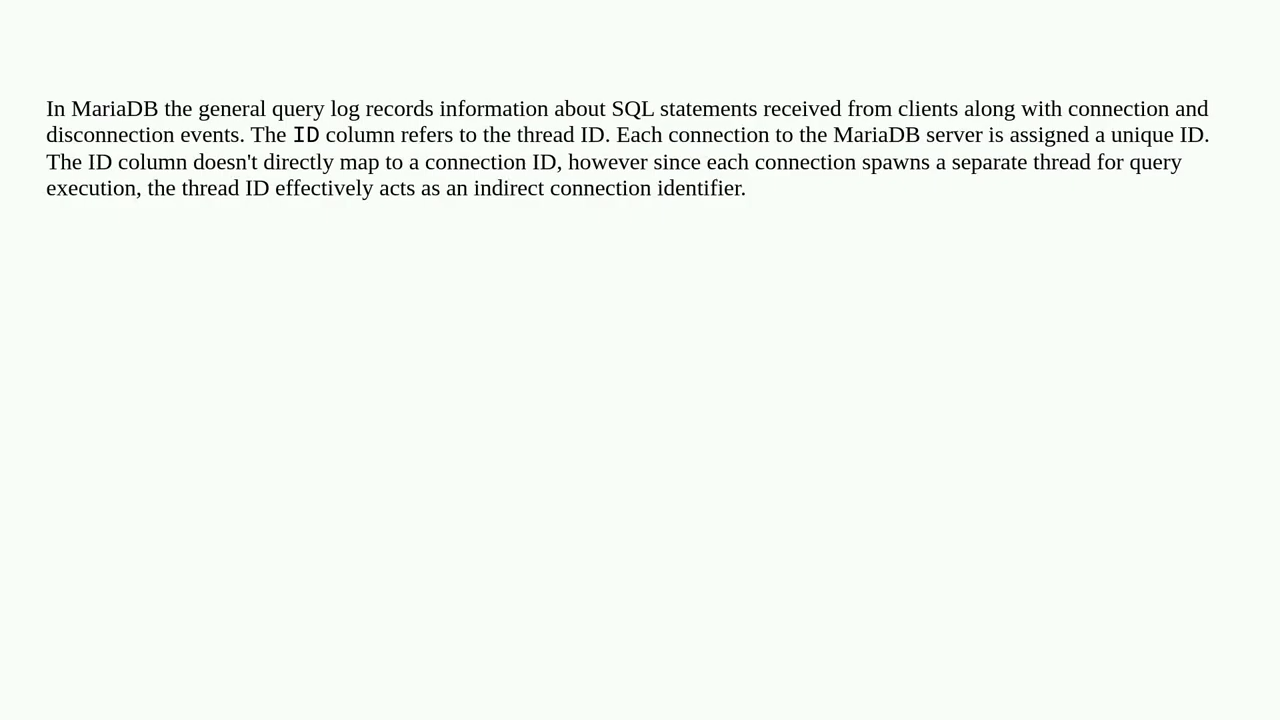 In MariaDB the general query log records information about SQL statements received from clients along with connection and
disconnection events. The ID column refers to the thread ID. Each connection to the MariaDB server is assigned a unique ID.
The ID column doesn't directly map to a connection ID, however since each connection spawns a separate thread for query
execution, the thread ID effectively acts as an indirect connection identifier.